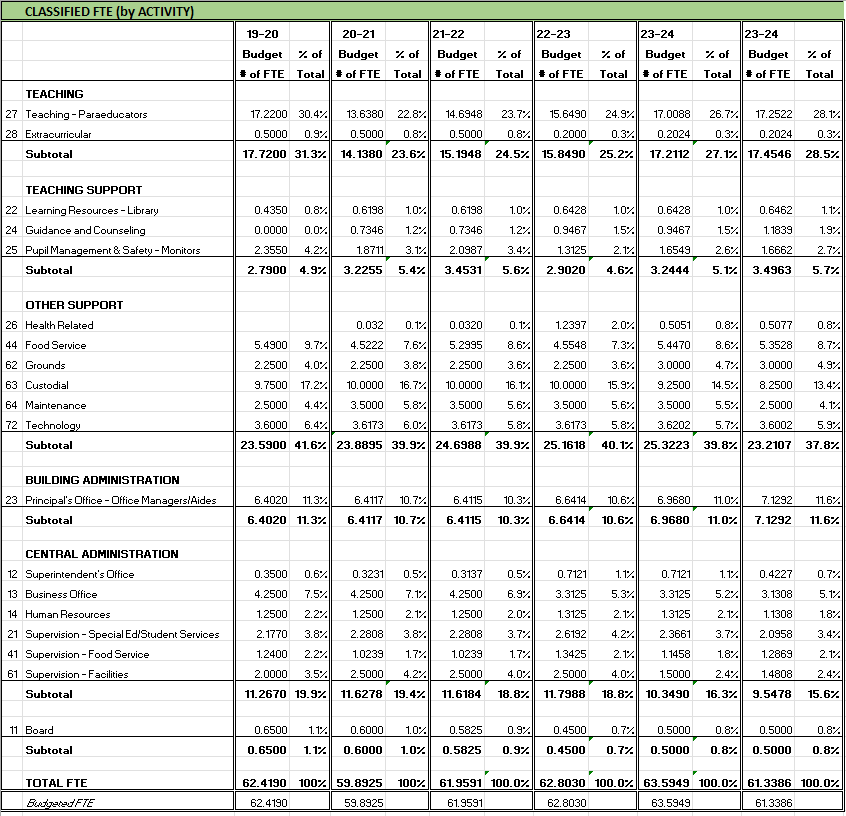 CLASSIFIED FTE (by ACTIVITY)
19-20 20-21 21-22 22-23 23-24 23-24
Budget % of Budget % of Budget % of Budget % of Budget % of Budget % of
# of FTE Total # of FTE Total # of FTE Total # of FTE Total # of FTE Total # of FTE Total
TEACHING
27 Teaching - Paraeducators 17.2200 30.4% 13.6380 22.8% 14.6948 23.7% 15.6490 24.9% 17.0088 26.7% 17.2522 28.1%
28 Extracurricular 0.5000 0.9% 0.5000 0.8% 0.5000 0.8% 0.2000 0.3% 0.2024 0.3% 0.2024 0.3%
Subtotal 17.7200 31.3% 14.1380 23.6% 15.1948 24.5% 15.8490 25.2% 17.2112 27.1% 17.4546 28.5%
TEACHING SUPPORT
22 Learning Resources - Library 0.4350 0.8% 0.6198 1.0% 0.6198 1.0% 0.6428 1.0% 0.6428 1.0% 0.6462 1.1%
24 Guidance and Counseling 0.0000 0.0% 0.7346 1.2% 0.7346 1.2% 0.9467 1.5% 0.9467 1.5% 1.1839 1.9%
25 Pupil Management & Safety - Monitors 2.3550 4.2% 1.8711 3.1% 2.0987 3.4% 1.3125 2.1% 1.6549 2.6% 1.6662 2.7%
Subtotal 2.7900 4.9% 3.2255 5.4% 3.4531 5.6% 2.9020 4.6% 3.2444 5.1% 3.4963 5.7%
OTHER SUPPORT
26 Health Related 0.032 0.1% 0.0320 0.1% 1.2397 2.0% 0.5051 0.8% 0.5077 0.8%
44 Food Service 5.4900 9.7% 4.5222 7.6% 5.2995 8.6% 4.5548 7.3% 5.4470 8.6% 5.3528 8.7%
62 Grounds 2.2500 4.0% 2.2500 3.8% 2.2500 3.6% 2.2500 3.6% 3.0000 4.7% 3.0000 4.9%
63 Custodial 9.7500 17.2% 10.0000 16.7% 10.0000 16.1% 10.0000 15.9% 9.2500 14.5% 8.2500 13.4%
64 Maintenance 2.5000 4.4% 3.5000 5.8% 3.5000 5.6% 3.5000 5.6% 3.5000 5.5% 2.5000 4.1%
72 Technology 3.6000 6.4% 3.6173 6.0% 3.6173 5.8% 3.6173 5.8% 3.6202 5.7% 3.6002 5.9%
Subtotal 23.5900 41.6% 23.8895 39.9% 24.6988 39.9% 25.1618 40.1% 25.3223 39.8% 23.2107 37.8%
BUILDING ADMINISTRATION
23 Principal's Office - Office Managers/Aides 6.4020 11.3% 6.4117 10.7% 6.4115 10.3% 6.6414 10.6% 6.9680 11.0% 7.1292 11.6%
Subtotal 6.4020 11.3% 6.4117 10.7% 6.4115 10.3% 6.6414 10.6% 6.9680 11.0% 7.1292 11.6%
CENTRAL ADMINISTRATION
12 Superintendent's Office 0.3500 0.6% 0.3231 0.5% 0.3137 0.5% 0.7121 1.1% 0.7121 1.1% 0.4227 0.7%
13 Business Office 4.2500 7.5% 4.2500 7.1% 4.2500 6.9% 3.3125 5.3% 3.3125 5.2% 3.1308 5.1%
14 Human Resources 1.2500 2.2% 1.2500 2.1% 1.2500 2.0% 1.3125 2.1% 1.3125 2.1% 1.1308 1.8%
21 Supervision - Special Ed/Student Services 2.1770 3.8% 2.2808 3.8% 2.2808 3.7% 2.6192 4.2% 2.3661 3.7% 2.0958 3.4%
41 Supervision - Food Service 1.2400 2.2% 1.0239 1.7% 1.0239 1.7% 1.3425 2.1% 1.1458 1.8% 1.2869 2.1%
61 Supervision - Facilities 2.0000 3.5% 2.5000 4.2% 2.5000 4.0% 2.5000 4.0% 1.5000 2.4% 1.4808 2.4%
Subtotal 11.2670 19.9% 11.6278 19.4% 11.6184 18.8% 11.7988 18.8% 10.3490 16.3% 9.5478 15.6%
11 Board 0.6500 1.1% 0.6000 1.0% 0.5825 0.9% 0.4500 0.7% 0.5000 0.8% 0.5000 0.8%
Subtotal 0.6500 1.1% 0.6000 1.0% 0.5825 0.9% 0.4500 0.7% 0.5000 0.8% 0.5000 0.8%
TOTAL FTE 62.4190 100% 59.8925 100% 61.9591 100.0% 62.8030 100.0% 63.5949 100.0% 61.3386 100.0%
Budgeted FTE 62.4190 59.8925 61.9591 62.8030 63.5949 61.3386